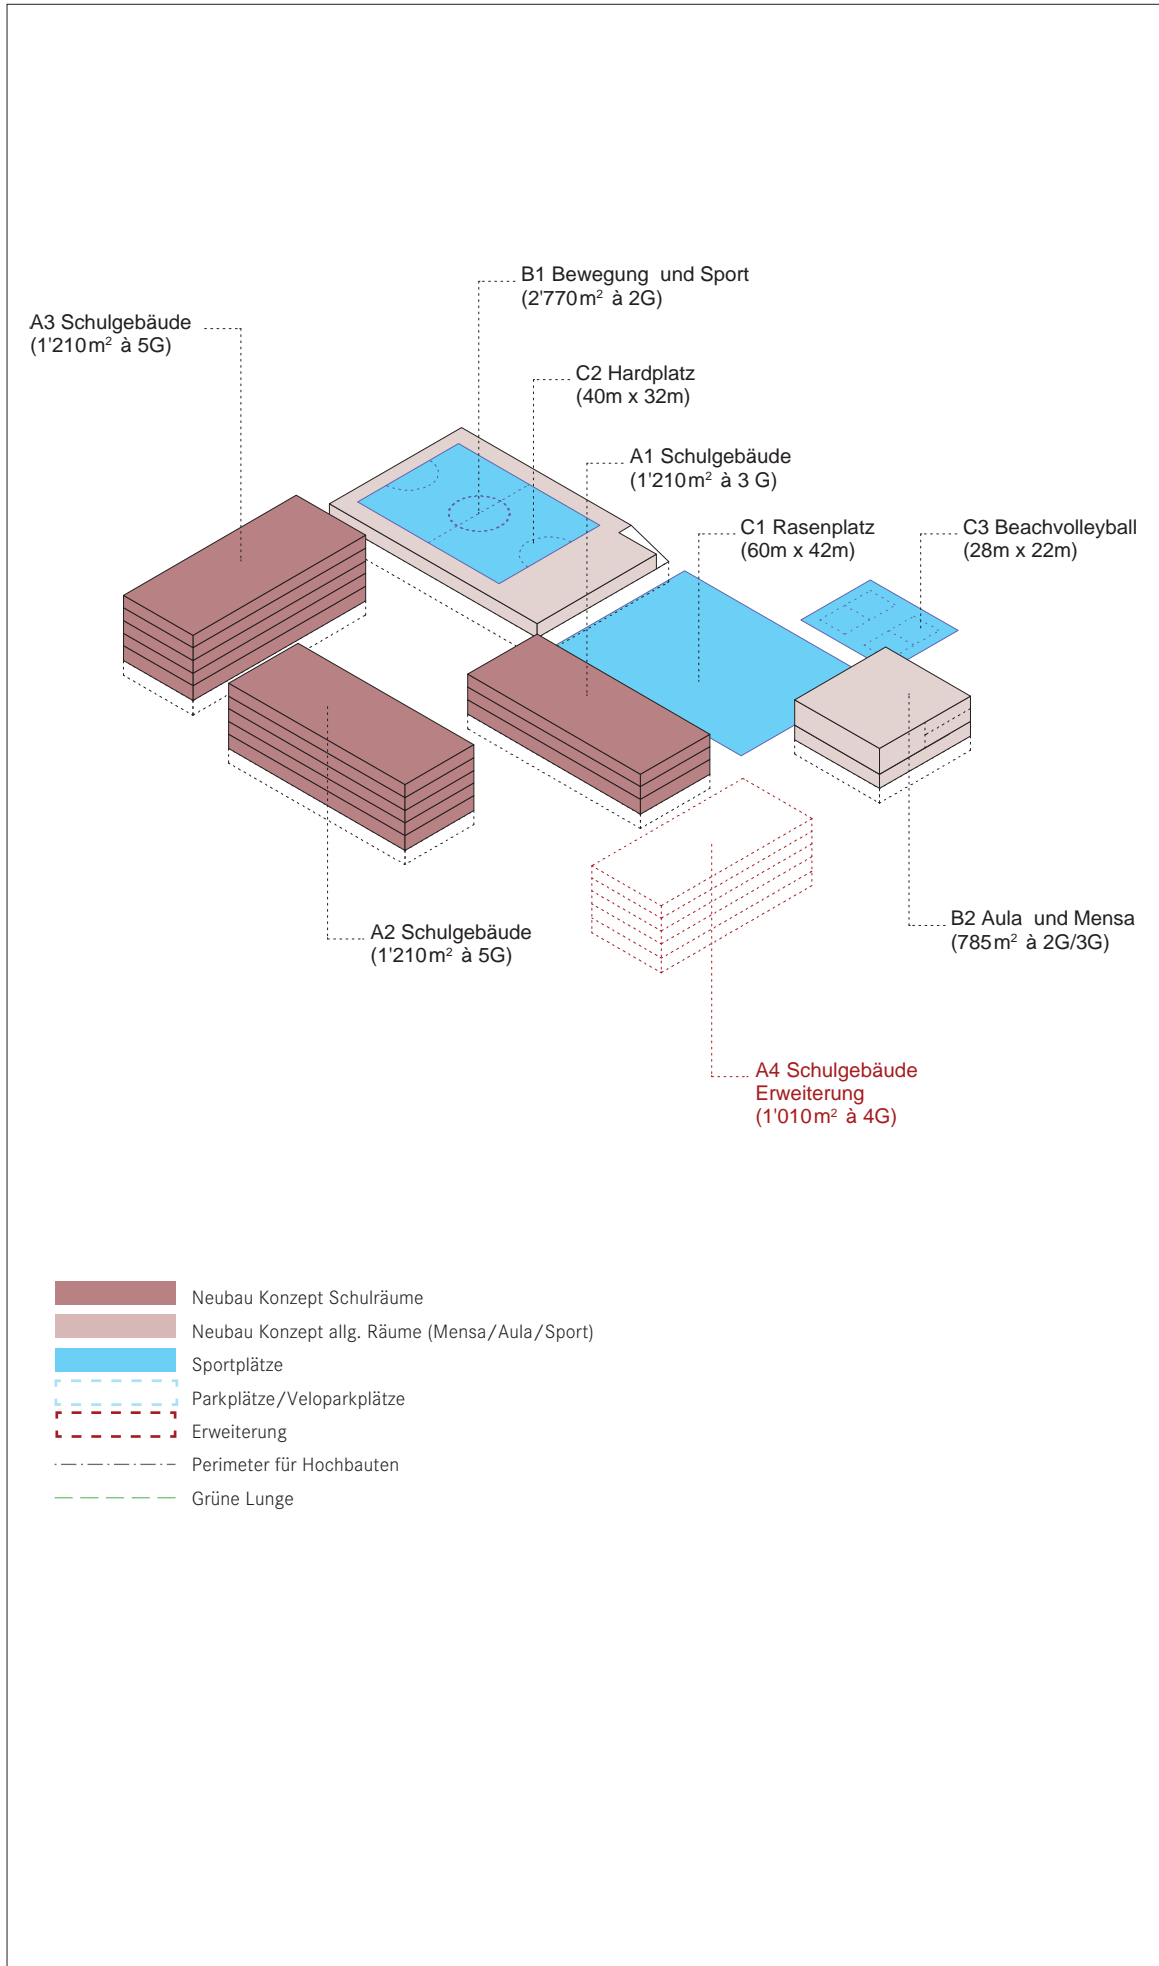 B1 Bewegung und Sport
(2'770m² à 2G)
A3 Schulgebäude
(1'210m² à 5G)
C2 Hardplatz
(40m x 32m)
A1 Schulgebäude
(1'210m² à 3 G)
C1 Rasenplatz
(60m x 42m)
C3 Beachvolleyball
(28m x 22m)
A2 Schulgebäude
(1'210m² à 5G)
B2 Aula und Mensa
(785m² à 2G/3G)
A4 Schulgebäude
Erweiterung
(1'010m² à 4G)
Neubau Konzept Schulräume
Neubau Konzept allg. Räume (Mensa/Aula/Sport)
Sportplätze
Parkplätze/Veloparkplätze
Erweiterung
Perimeter für Hochbauten
Grüne Lunge